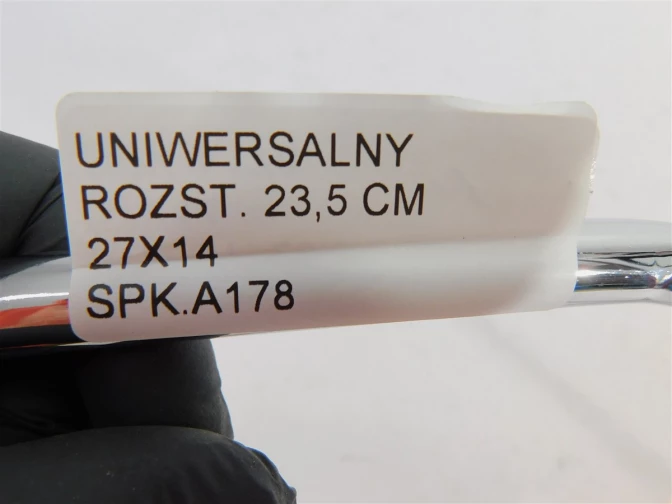 UNIWERSALNY
ROZST. 23,5 CM
27X14
SPK.A178